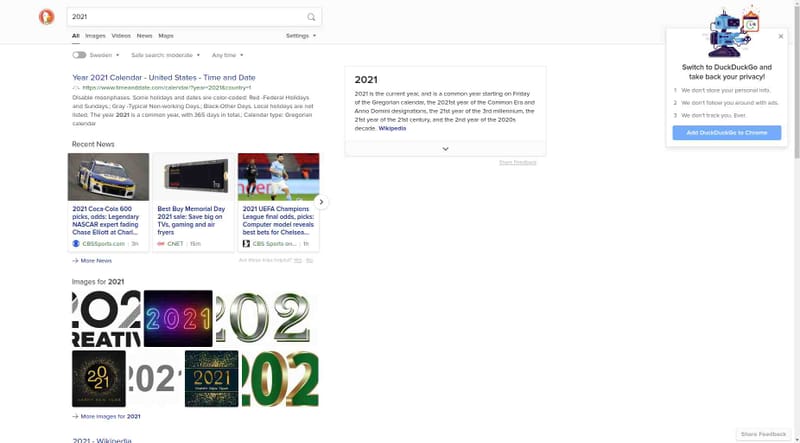 2021
All Images Videos News Maps Settings
Sweden Safe search: moderate Any time
Year 2021 Calendar - United States - Time and Date
https://www.timeanddate.com/calendar/?year=2021&country=1
Disable moonphases. Some holidays and dates are color-coded: Red -Federal Holidays
and Sundays.; Gray -Typical Non-working Days.; Black-Other Days. Local holidays are not
listed. The year 2021 is a common year, with 365 days in total.; Calendar type: Gregorian
calendar
Recent News
2021 Coca-Cola 600
picks, odds: Legendary
NASCAR expert fading
Chase Elliott at Charl...
CBSSports.com | 3h
Best Buy Memorial Day
2021 sale: Save big on
TVs, gaming and air
fryers
CNET | 15m
2021 UEFA Champions
League final odds, picks:
Computer model reveals
best bets for Chelsea...
CBS Sports on... | 1h
More News
Are these links helpful? Yes No
Images for 2021
202
CREATIV
2021
202
2021
HAPPY NEW YEAR
2021
2021
HAPPY NEW YEAR
202
More Images for 2021
2021 - Wikipedia
2021
2021 is the current year, and is a common year starting on Friday
of the Gregorian calendar, the 2021st year of the Common Era and
Anno Domini designations, the 21st year of the 3rd millennium, the
21st year of the 21st century, and the 2nd year of the 2020s
decade. Wikipedia
Share Feedback
Switch to DuckDuckGo and
take back your privacy!
1 We don't store your personal info.
2 We don't follow you around with ads.
3 We don't track you. Ever.
Add DuckDuckGo to Chrome
Share Feedback